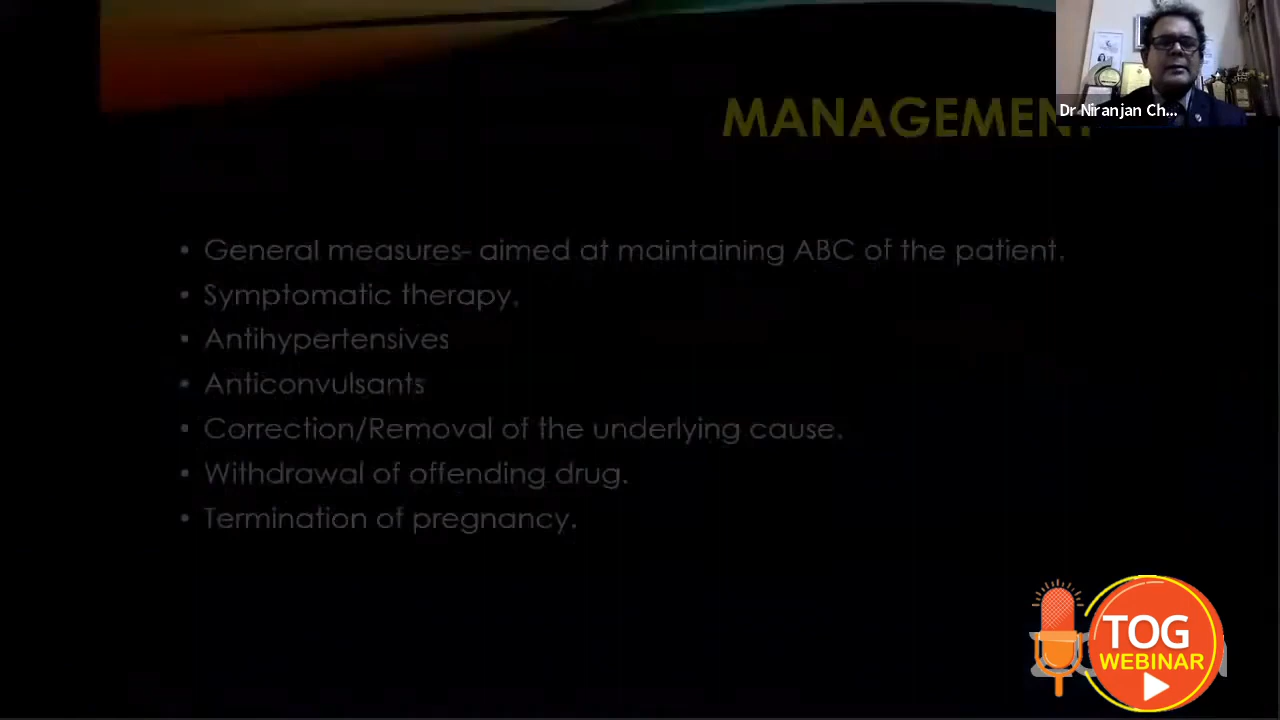 Dr Niranjan Ch...
MANAGEMENT
• General measures- aimed at maintaining ABC of the patient.
• Symptomatic therapy.
• Antihypertensives
• Anticonvulsants
• Correction/Removal of the underlying cause.
• Withdrawal of offending drug.
• Termination of pregnancy.
TOG
WEBINAR